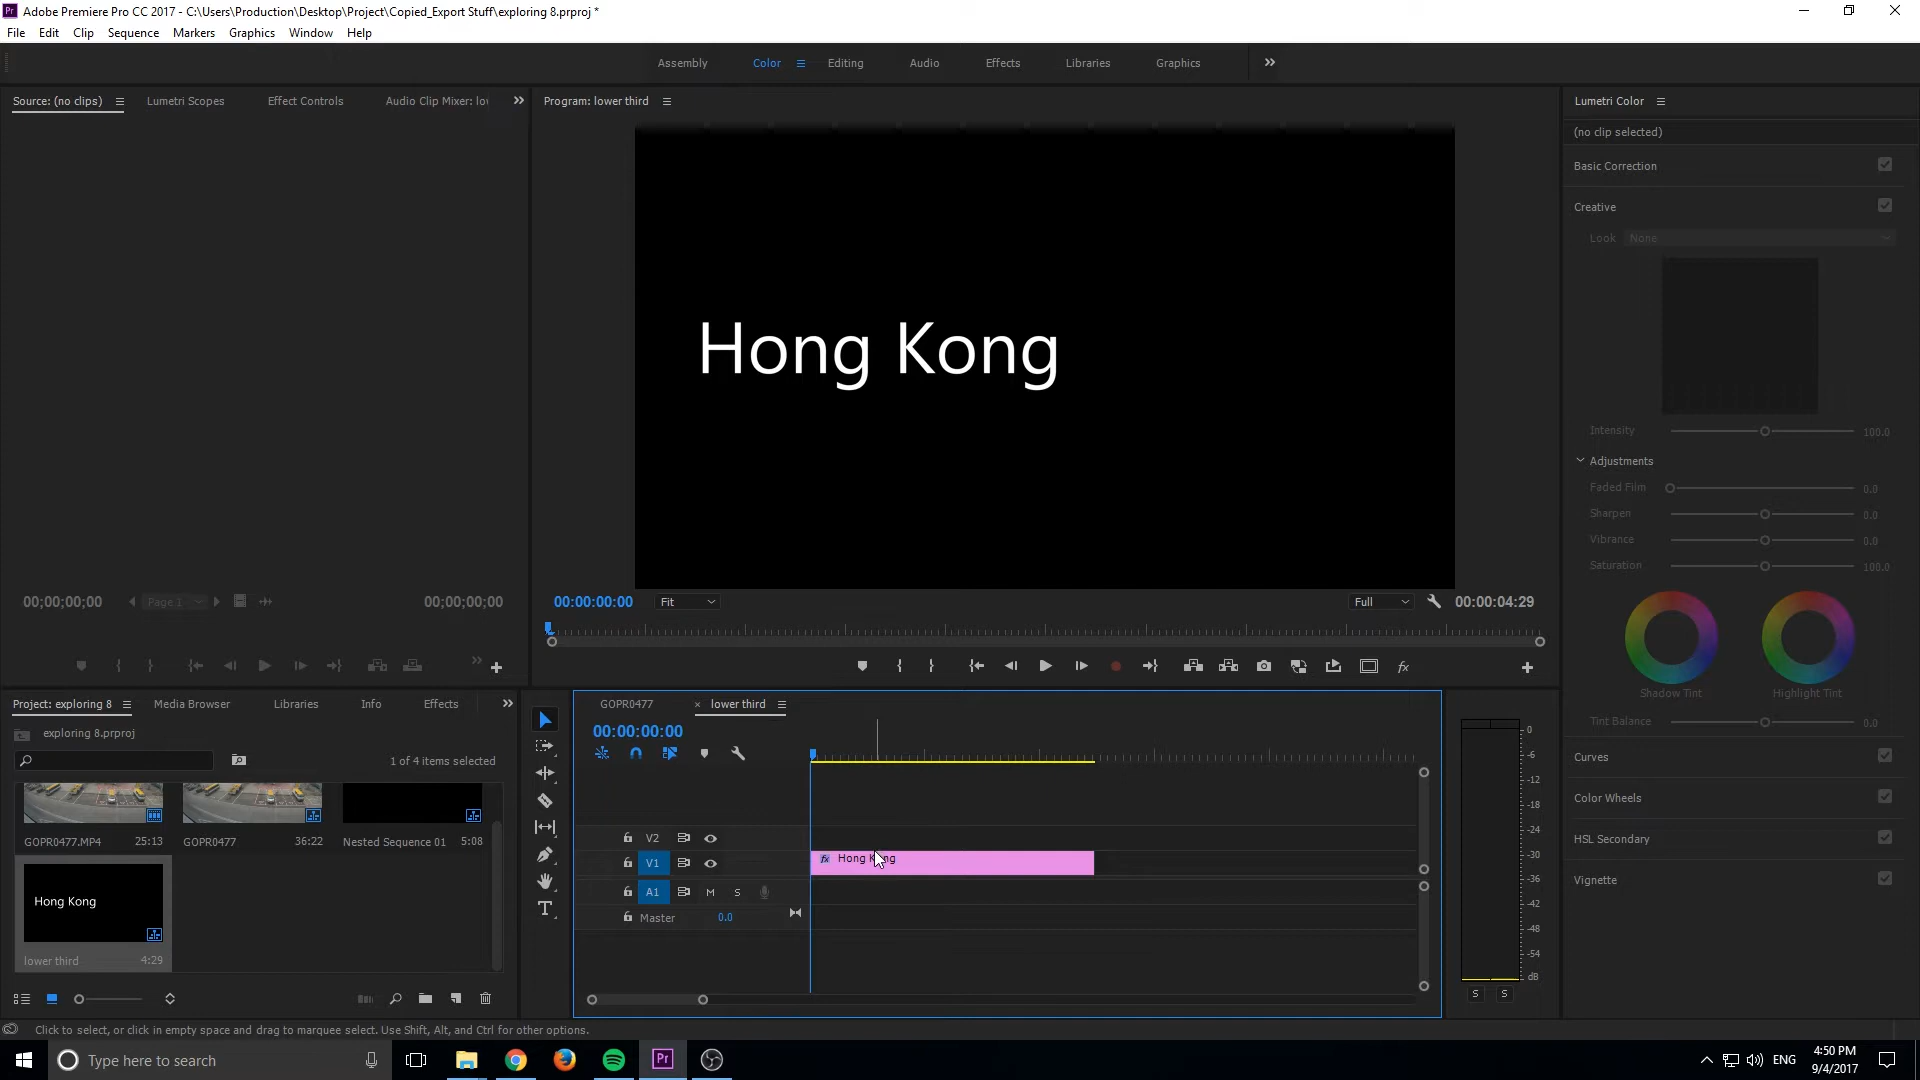 Adobe Premiere Pro CC 2017 - C:\Users\Production\Desktop\Project\Copied_Export Stuff\exploring 8.prproj *
File Edit Clip Sequence Markers Graphics Window Help
Assembly Color Editing Audio Effects Libraries Graphics
Source: (no clips) Lumetri Scopes Effect Controls Audio Clip Mixer: lo
Program: lower third
Lumetri Color
(no clip selected)
Basic Correction
Creative
Look None
Hong Kong
Intensity 100.0
Adjustments
Faded Film 0.0
Sharpen 0.0
Vibrance 0.0
Saturation 100.0
Shadow Tint Highlight Tint
Tint Balance 0.0
Curves
Color Wheels
HSL Secondary
Vignette
00;00;00;00 Page 1 00;00;00;00
00:00:00:00 Fit Full 00:00:04:29
fx
Project: exploring 8 Media Browser Libraries Info Effects
exploring 8.prproj
1 of 4 items selected
GOPR0477.MP4 25:13 GOPR0477 36:22 Nested Sequence 01 5:08
Hong Kong
lower third 4:29
T
GOPR0477 × lower third
00:00:00:00
V2
V1 fx Hong Kong
A1 M S
Master 0.0
0
-6
-12
-18
-24
-30
-36
-42
-48
-54
dB
S S
Click to select, or click in empty space and drag to marquee select. Use Shift, Alt, and Ctrl for other options.
Type here to search
Pr
ENG
4:50 PM
9/4/2017